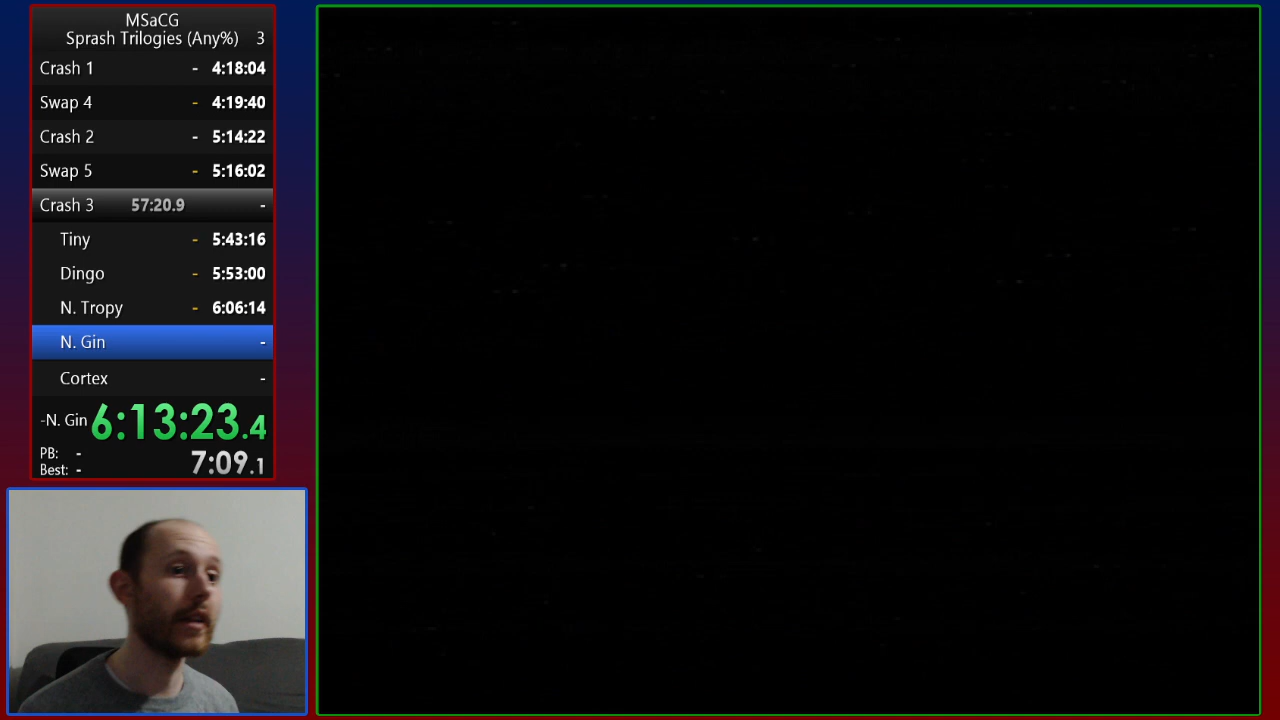 MSaCG
Sprash Trilogies (Any%) 3
Crash 1 - 4:18:04
Swap 4 - 4:19:40
Crash 2 - 5:14:22
Swap 5 - 5:16:02
Crash 3 57:20.9 -
Tiny - 5:43:16
Dingo - 5:53:00
N. Tropy - 6:06:14
N. Gin -
Cortex -
-N. Gin 6:13:23.4
PB: - 7:09.1
Best: -